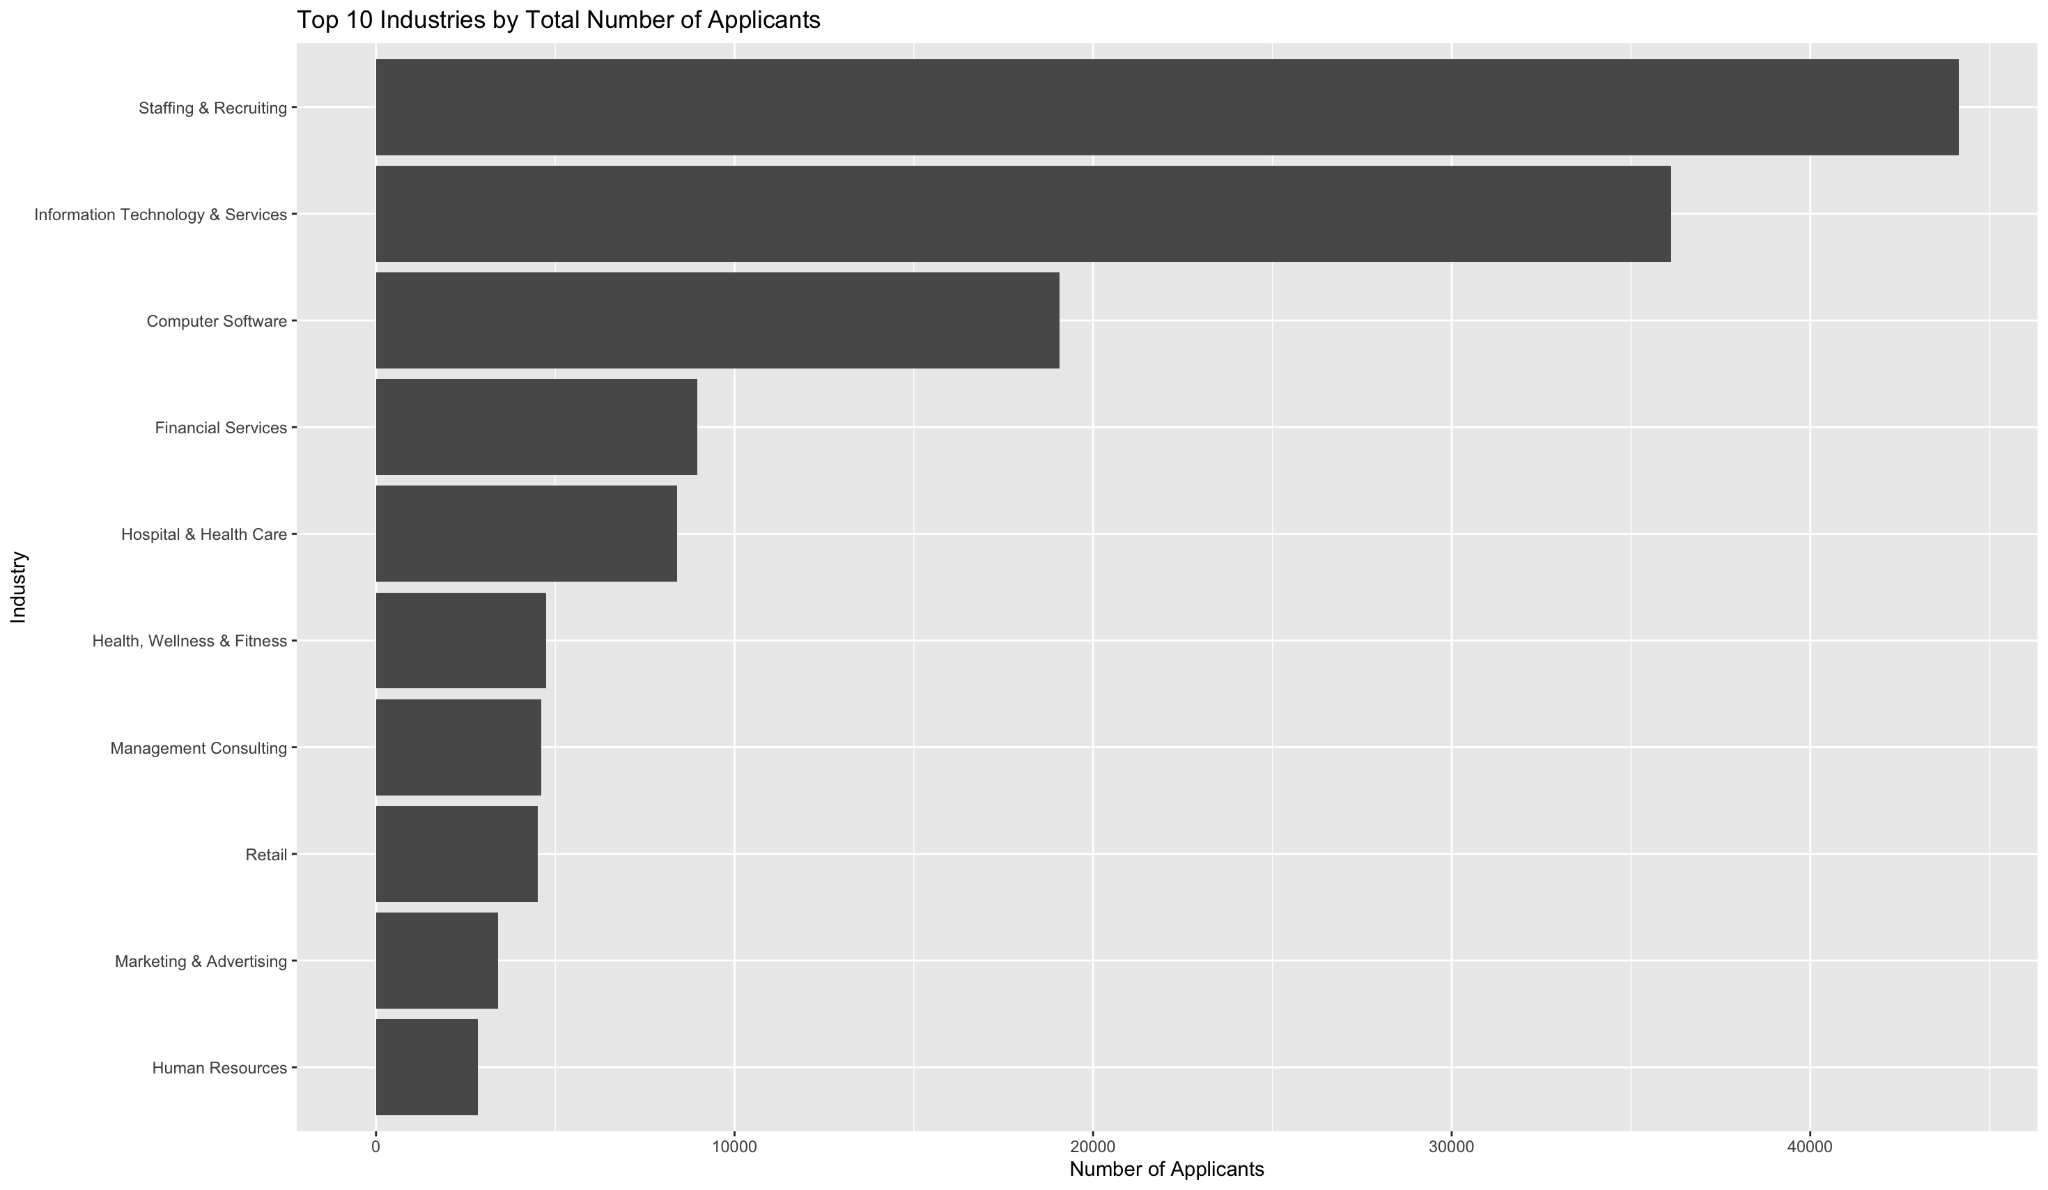 Top 10 Industries by Total Number of Applicants
Industry
Staffing & Recruiting
Information Technology & Services
Computer Software
Financial Services
Hospital & Health Care
Health, Wellness & Fitness
Management Consulting
Retail
Marketing & Advertising
Human Resources
0 10000 20000 30000 40000
Number of Applicants